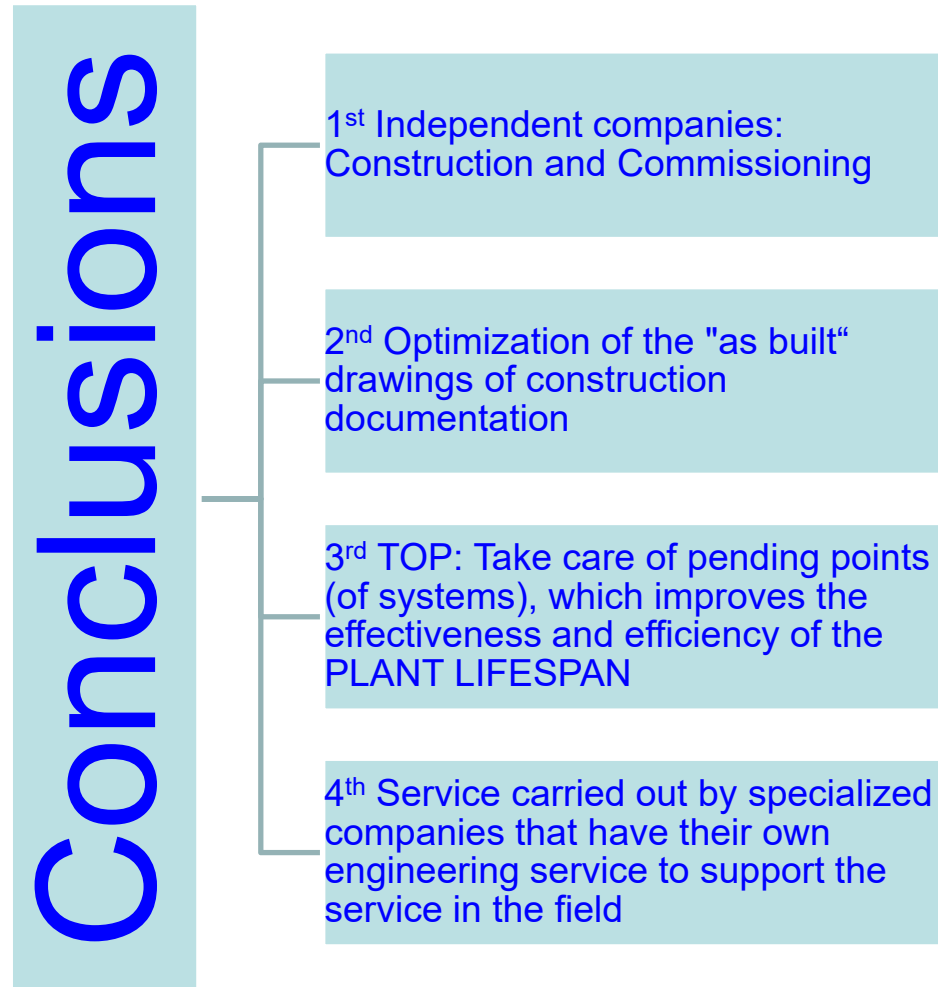 Conclusions
1st Independent companies:
Construction and Commissioning
2nd Optimization of the "as built“
drawings of construction
documentation
3rd TOP: Take care of pending points
(of systems), which improves the
effectiveness and efficiency of the
PLANT LIFESPAN
4th Service carried out by specialized
companies that have their own
engineering service to support the
service in the field